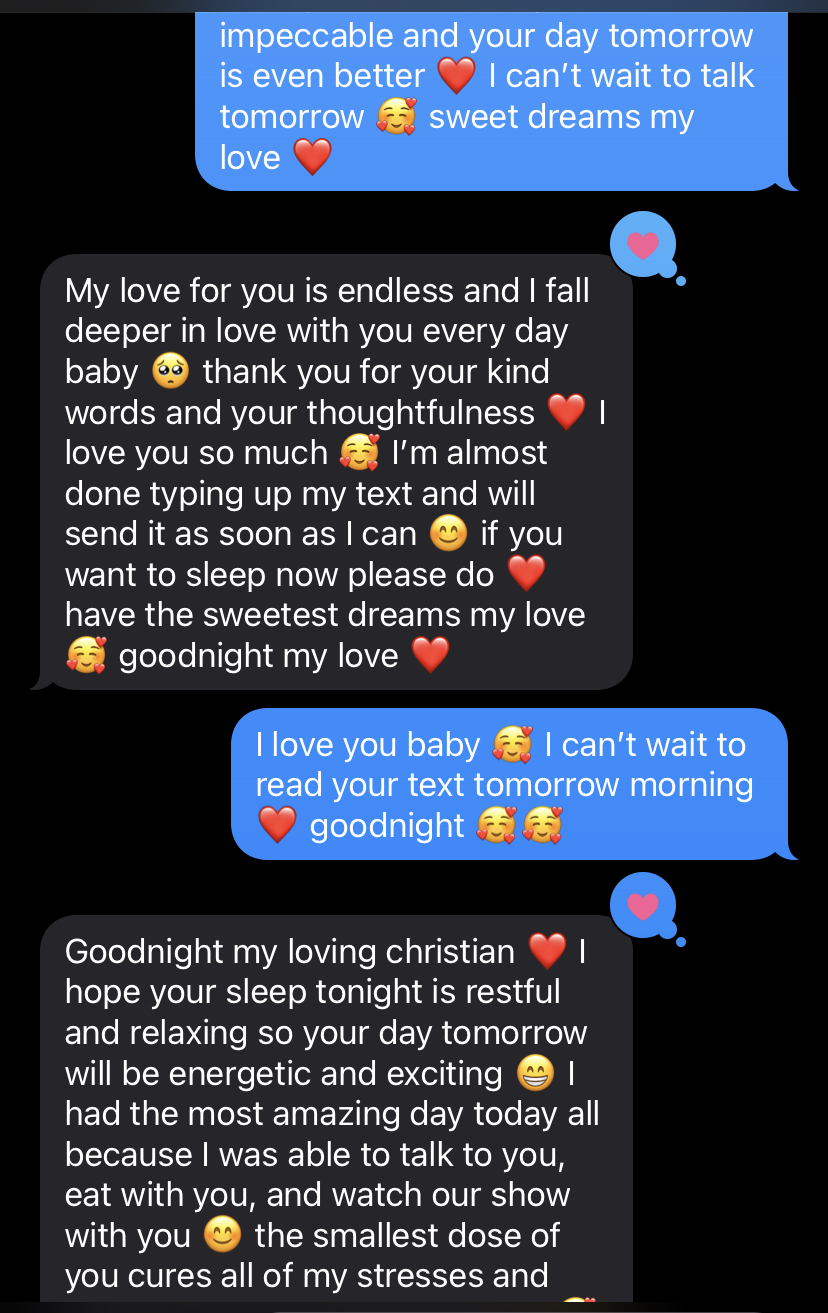 impeccable and your day tomorrow
is even better ❤️ I can’t wait to talk
tomorrow 🥰 sweet dreams my
love ❤️
My love for you is endless and I fall
deeper in love with you every day
baby 🥺 thank you for your kind
words and your thoughtfulness ❤️ I
love you so much 🥰 I’m almost
done typing up my text and will
send it as soon as I can 😊 if you
want to sleep now please do ❤️
have the sweetest dreams my love
🥰 goodnight my love ❤️
I love you baby 🥰 I can’t wait to
read your text tomorrow morning
❤️ goodnight 🥰🥰
Goodnight my loving christian ❤️ I
hope your sleep tonight is restful
and relaxing so your day tomorrow
will be energetic and exciting 😁 I
had the most amazing day today all
because I was able to talk to you,
eat with you, and watch our show
with you 😊 the smallest dose of
you cures all of my stresses and